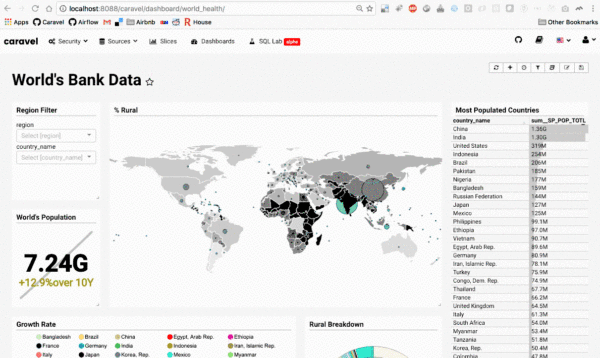 localhost:8088/caravel/dashboard/world_health/
Apps Caravel Airflow Airbnb R House Other Bookmarks
caravel Security Sources Slices Dashboards SQL Lab alpha
World's Bank Data
Region Filter
region
Select [region]
country_name
Select [country_name]
World's Population
7.24G
+12.9%over 10Y
% Rural
Most Populated Countries
country_name sum__SP_POP_TOTL
China 1.36G
India 1.30G
United States 319M
Indonesia 254M
Brazil 206M
Pakistan 185M
Nigeria 177M
Bangladesh 159M
Russian Federation 144M
Japan 127M
Mexico 125M
Philippines 99.1M
Ethiopia 97.0M
Vietnam 90.7M
Egypt, Arab Rep. 89.6M
Germany 80.9M
Iran, Islamic Rep. 78.1M
Turkey 75.9M
Congo, Dem. Rep. 74.9M
Thailand 67.7M
France 66.2M
United Kingdom 64.5M
Italy 61.3M
South Africa 54.0M
Myanmar 53.4M
Tanzania 51.8M
Korea, Rep. 50.4M
Colombia 47.8M
Growth Rate
Bangladesh Brazil China Egypt, Arab Rep. Ethiopia
France Germany India Indonesia Iran, Islamic Rep.
Italy Japan Korea, Rep. Mexico Myanmar
Rural Breakdown